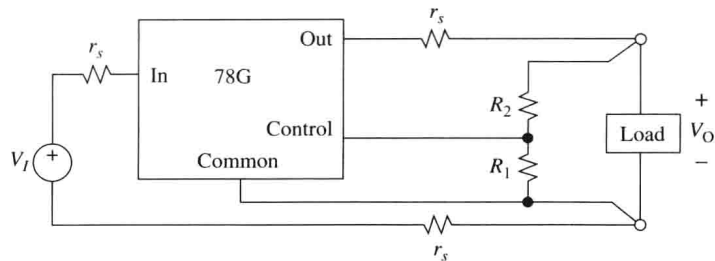 r_s
r_s
Out
In
78G
R_2
+
Control
Load
V_O
V_I
+
Common
R_1
−
r_s